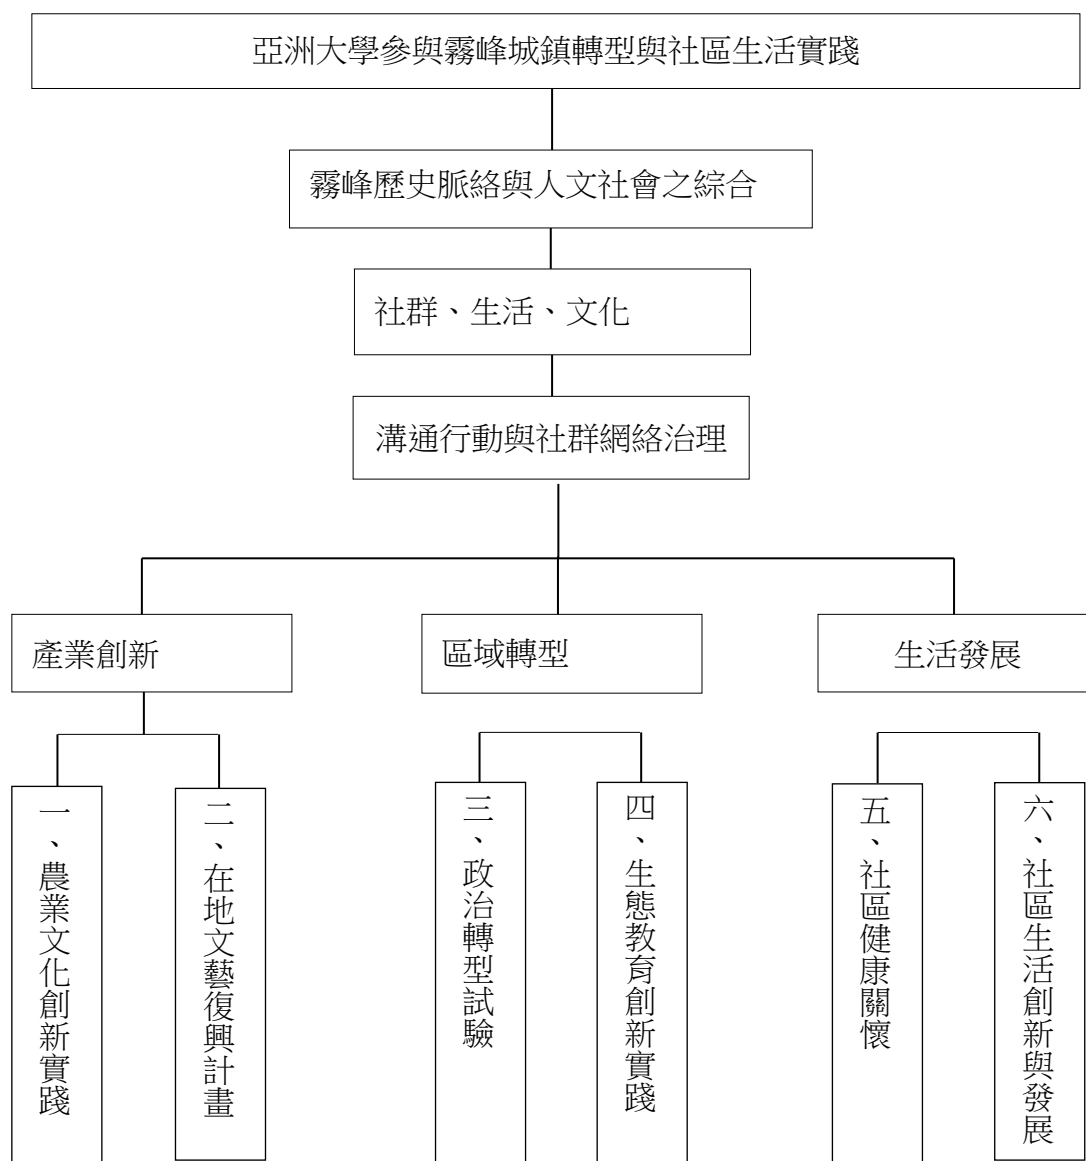 亞洲大學參與霧峰城鎮轉型與社區生活實踐
霧峰歷史脈絡與人文社會之綜合
社群、生活、文化
溝通行動與社群網絡治理
產業創新
區域轉型
生活發展
一、農業文化創新實踐
二、在地文藝復興計畫
三、政治轉型試驗
四、生態教育創新實踐
五、社區健康關懷
六、社區生活創新與發展